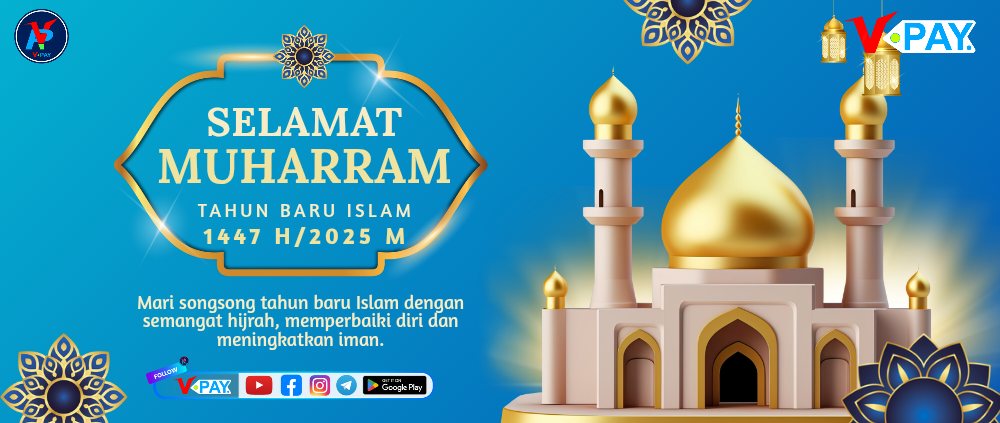 V-PAY
V-PAY.
SELAMAT
MUHARRAM
TAHUN BARU ISLAM
1447 H/2025 M
Mari songsong tahun baru Islam dengan
semangat hijrah, memperbaiki diri dan
meningkatkan iman.
FOLLOW
V-PAY.
GET IT ON
Google Play